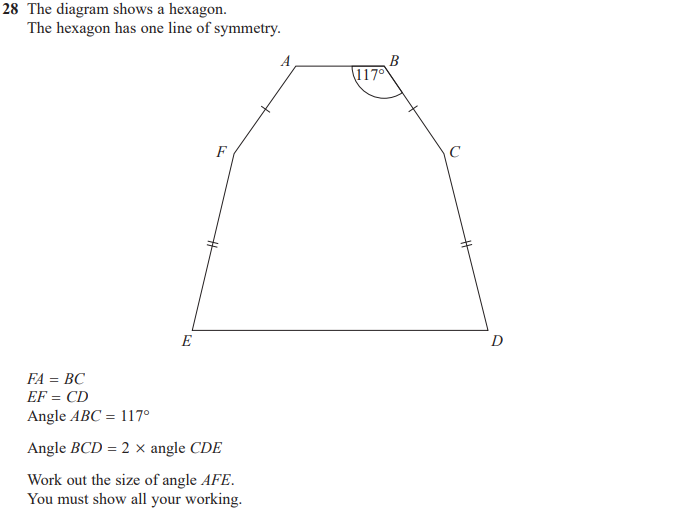 28 The diagram shows a hexagon.
The hexagon has one line of symmetry.
A
B
117°
F
C
E
D
FA = BC
EF = CD
Angle ABC = 117°
Angle BCD = 2 × angle CDE
Work out the size of angle AFE.
You must show all your working.